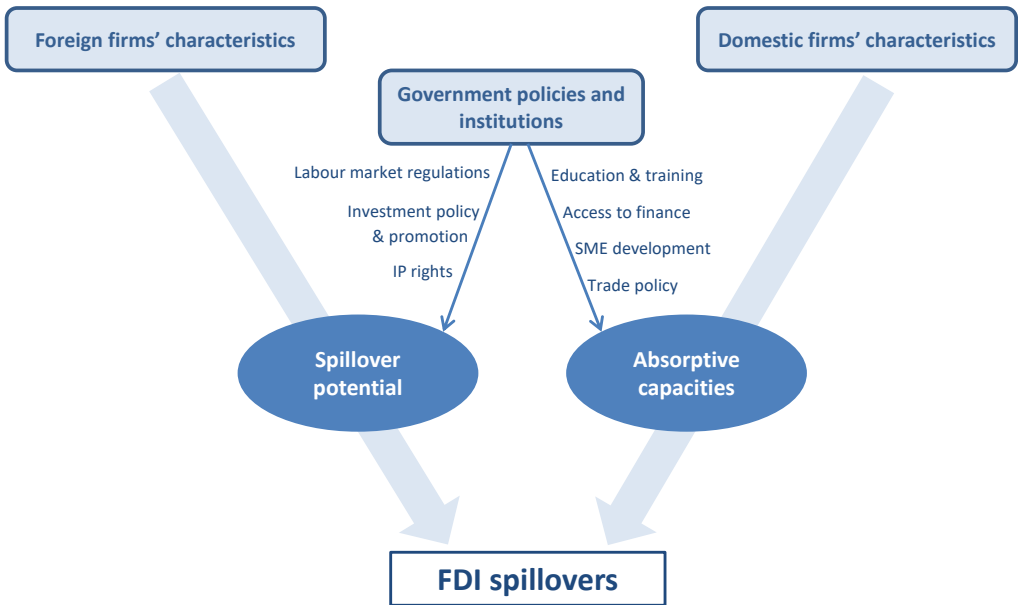 Foreign firms’ characteristics
Domestic firms’ characteristics
Government policies and
institutions
Labour market regulations
Investment policy
& promotion
IP rights
Education & training
Access to finance
SME development
Trade policy
Spillover
potential
Absorptive
capacities
FDI spillovers